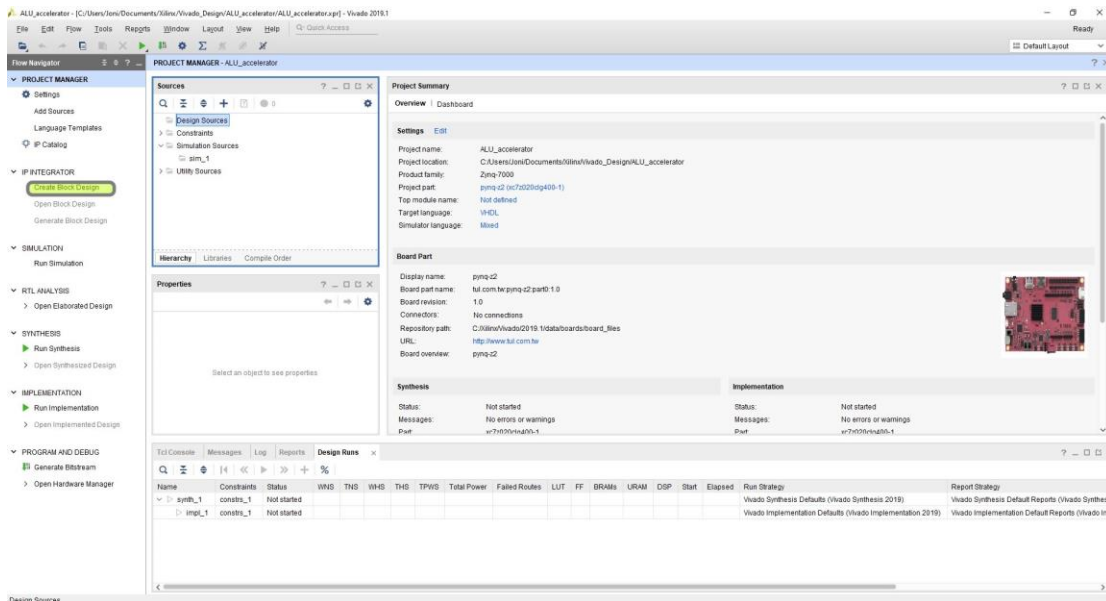 ALU_accelerator - [C:/Users/Joni/Documents/Xilinx/Vivado_Design/ALU_accelerator/ALU_accelerator.xpr] - Vivado 2019.1
File Edit Flow Tools Reports Window Layout View Help Q- Quick Access
Ready
Default Layout
Flow Navigator
PROJECT MANAGER - ALU_accelerator
PROJECT MANAGER
Settings
Add Sources
Language Templates
IP Catalog
IP INTEGRATOR
Create Block Design
Open Block Design
Generate Block Design
SIMULATION
Run Simulation
RTL ANALYSIS
Open Elaborated Design
SYNTHESIS
Run Synthesis
Open Synthesized Design
IMPLEMENTATION
Run Implementation
Open Implemented Design
PROGRAM AND DEBUG
Generate Bitstream
Open Hardware Manager
Sources
0
Design Sources
Constraints
Simulation Sources
sim_1
Utility Sources
Hierarchy Libraries Compile Order
Properties
Select an object to see properties
Project Summary
Overview Dashboard
Settings Edit
Project name: ALU_accelerator
Project location: C:/Users/Joni/Documents/Xilinx/Vivado_Design/ALU_accelerator
Product family: Zynq-7000
Project part: pynq-z2 (xc7z020clg400-1)
Top module name: Not defined
Target language: VHDL
Simulator language: Mixed
Board Part
Display name: pynq-z2
Board part name: tul.com.tw:pynq-z2:part0:1.0
Board revision: 1.0
Connectors: No connections
Repository path: C:/Xilinx/Vivado/2019.1/data/boards/board_files
URL: http://www.tul.com.tw
Board overview: pynq-z2
Synthesis Implementation
Status: Not started Status: Not started
Messages: No errors or warnings Messages: No errors or warnings
Part: xc7z020clg400-1 Part: xc7z020clg400-1
Tcl Console Messages Log Reports Design Runs
Name Constraints Status WNS TNS WHS THS TPWS Total Power Failed Routes LUT FF BRAMs URAM DSP Start Elapsed Run Strategy Report Strategy
synth_1 constrs_1 Not started Vivado Synthesis Defaults (Vivado Synthesis 2019) Vivado Synthesis Default Reports (Vivado Synthes
impl_1 constrs_1 Not started Vivado Implementation Defaults (Vivado Implementation 2019) Vivado Implementation Default Reports (Vivado Im
Design Sources